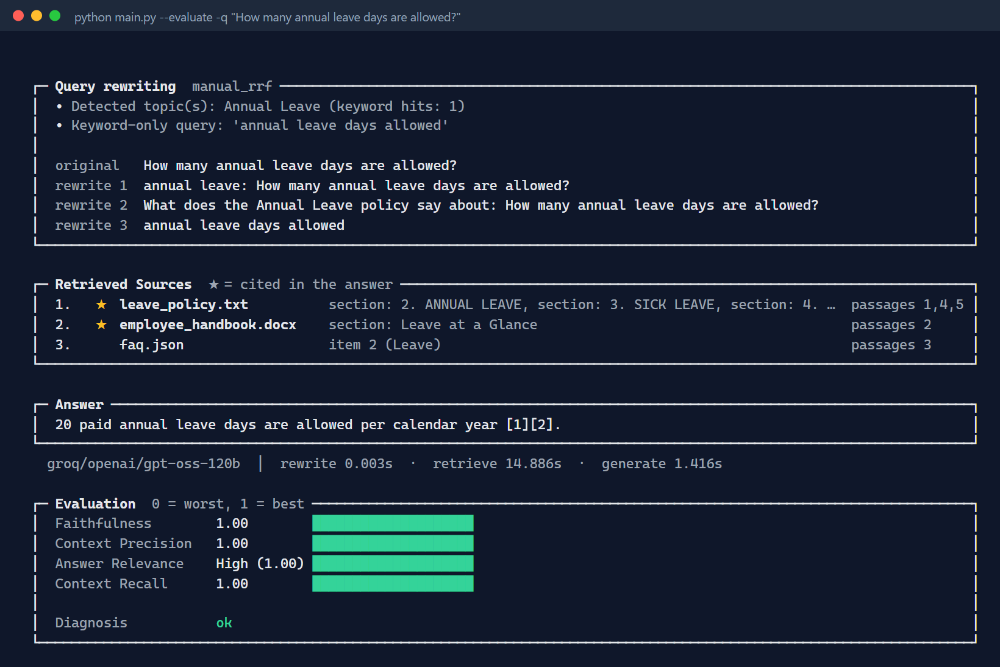 python main.py --evaluate -q "How many annual leave days are allowed?"
Query rewriting manual_rrf
• Detected topic(s): Annual Leave (keyword hits: 1)
• Keyword-only query: 'annual leave days allowed'
original How many annual leave days are allowed?
rewrite 1 annual leave: How many annual leave days are allowed?
rewrite 2 What does the Annual Leave policy say about: How many annual leave days are allowed?
rewrite 3 annual leave days allowed
Retrieved Sources ★ = cited in the answer
1. ★ leave_policy.txt section: 2. ANNUAL LEAVE, section: 3. SICK LEAVE, section: 4. … passages 1,4,5
2. ★ employee_handbook.docx section: Leave at a Glance passages 2
3. faq.json item 2 (Leave) passages 3
Answer
20 paid annual leave days are allowed per calendar year [1][2].
groq/openai/gpt-oss-120b │ rewrite 0.003s · retrieve 14.886s · generate 1.416s
Evaluation 0 = worst, 1 = best
Faithfulness 1.00
Context Precision 1.00
Answer Relevance High (1.00)
Context Recall 1.00
Diagnosis ok